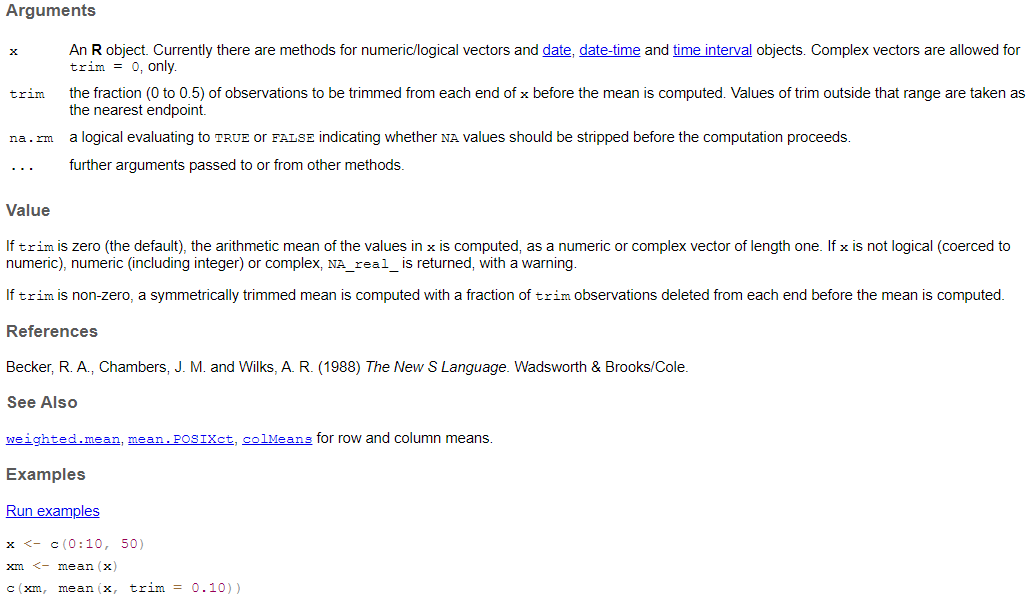 Arguments
x An R object. Currently there are methods for numeric/logical vectors and date, date-time and time interval objects. Complex vectors are allowed for
trim = 0, only.
trim the fraction (0 to 0.5) of observations to be trimmed from each end of x before the mean is computed. Values of trim outside that range are taken as
the nearest endpoint.
na.rm a logical evaluating to TRUE or FALSE indicating whether NA values should be stripped before the computation proceeds.
... further arguments passed to or from other methods.
Value
If trim is zero (the default), the arithmetic mean of the values in x is computed, as a numeric or complex vector of length one. If x is not logical (coerced to
numeric), numeric (including integer) or complex, NA_real_ is returned, with a warning.
If trim is non-zero, a symmetrically trimmed mean is computed with a fraction of trim observations deleted from each end before the mean is computed.
References
Becker, R. A., Chambers, J. M. and Wilks, A. R. (1988) The New S Language. Wadsworth & Brooks/Cole.
See Also
weighted.mean, mean.POSIXct, colMeans for row and column means.
Examples
Run examples
x <- c(0:10, 50)
xm <- mean(x)
c(xm, mean(x, trim = 0.10))